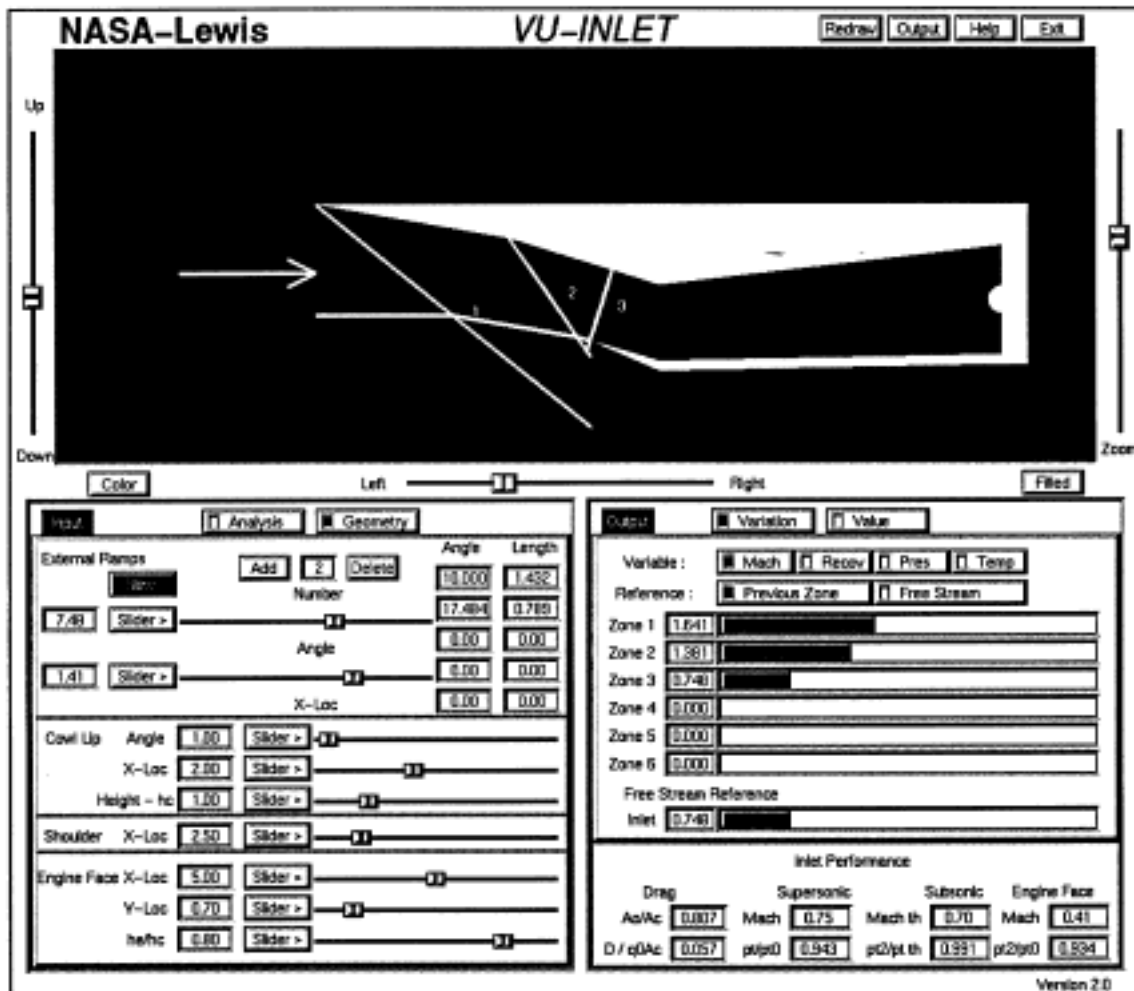 NASA-Lewis VU-INLET Redraw Output Help Exit
Up
Down
Zoom
1
2
3
Color Left Right Filled
Input Analysis Geometry
External Ramps Add 2 Delete Angle Length
Number
10.000 1.432
7.48 Slider > 17.484 0.789
Angle 0.00 0.00
1.41 Slider > 0.00 0.00
X-Loc 0.00 0.00
Cowl Lip Angle 1.00 Slider >
X-Loc 2.00 Slider >
Height - hc 1.00 Slider >
Shoulder X-Loc 2.50 Slider >
Engine Face X-Loc 5.00 Slider >
Y-Loc 0.70 Slider >
he/hc 0.80 Slider >
Output Variation Value
Variable : Mach Recov Pres Temp
Reference : Previous Zone Free Stream
Zone 1 1.641
Zone 2 1.381
Zone 3 0.748
Zone 4 0.000
Zone 5 0.000
Zone 6 0.000
Free Stream Reference
Inlet 0.748
Inlet Performance
Drag Supersonic Subsonic Engine Face
Ao/Ac 0.807 Mach 0.75 Mach th 0.70 Mach 0.41
D / q0Ac 0.057 pt/pt0 0.943 pt2/pt th 0.991 pt2/pt0 0.934
Version 2.0